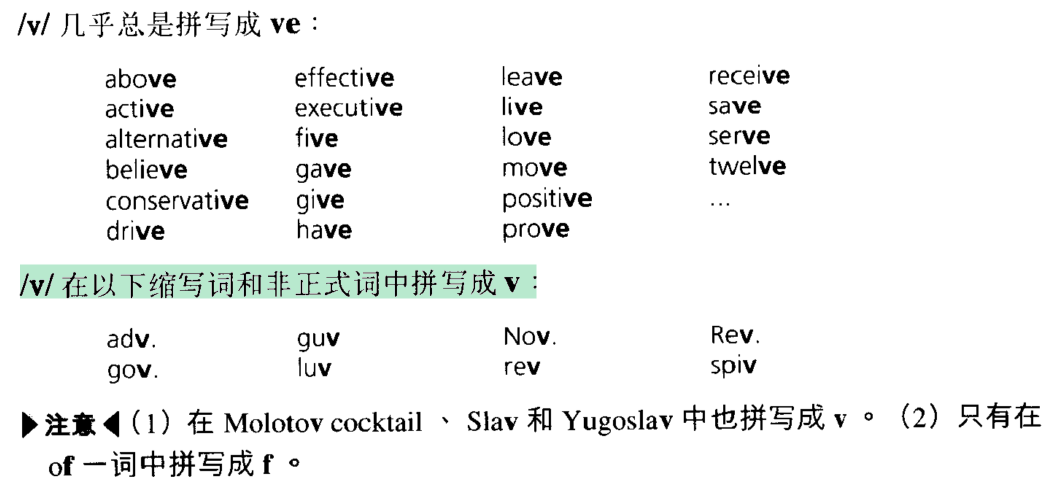 /v/ 几乎总是拼写成 ve：
above effective leave receive
active executive live save
alternative five love serve
believe gave move twelve
conservative give positive ...
drive have prove
/v/ 在以下缩写词和非正式词中拼写成 v：
adv. guv Nov. Rev.
gov. luv rev spiv
▶注意◀（1）在 Molotov cocktail 、 Slav 和 Yugoslav 中也拼写成 v 。（2）只有在
of 一词中拼写成 f 。